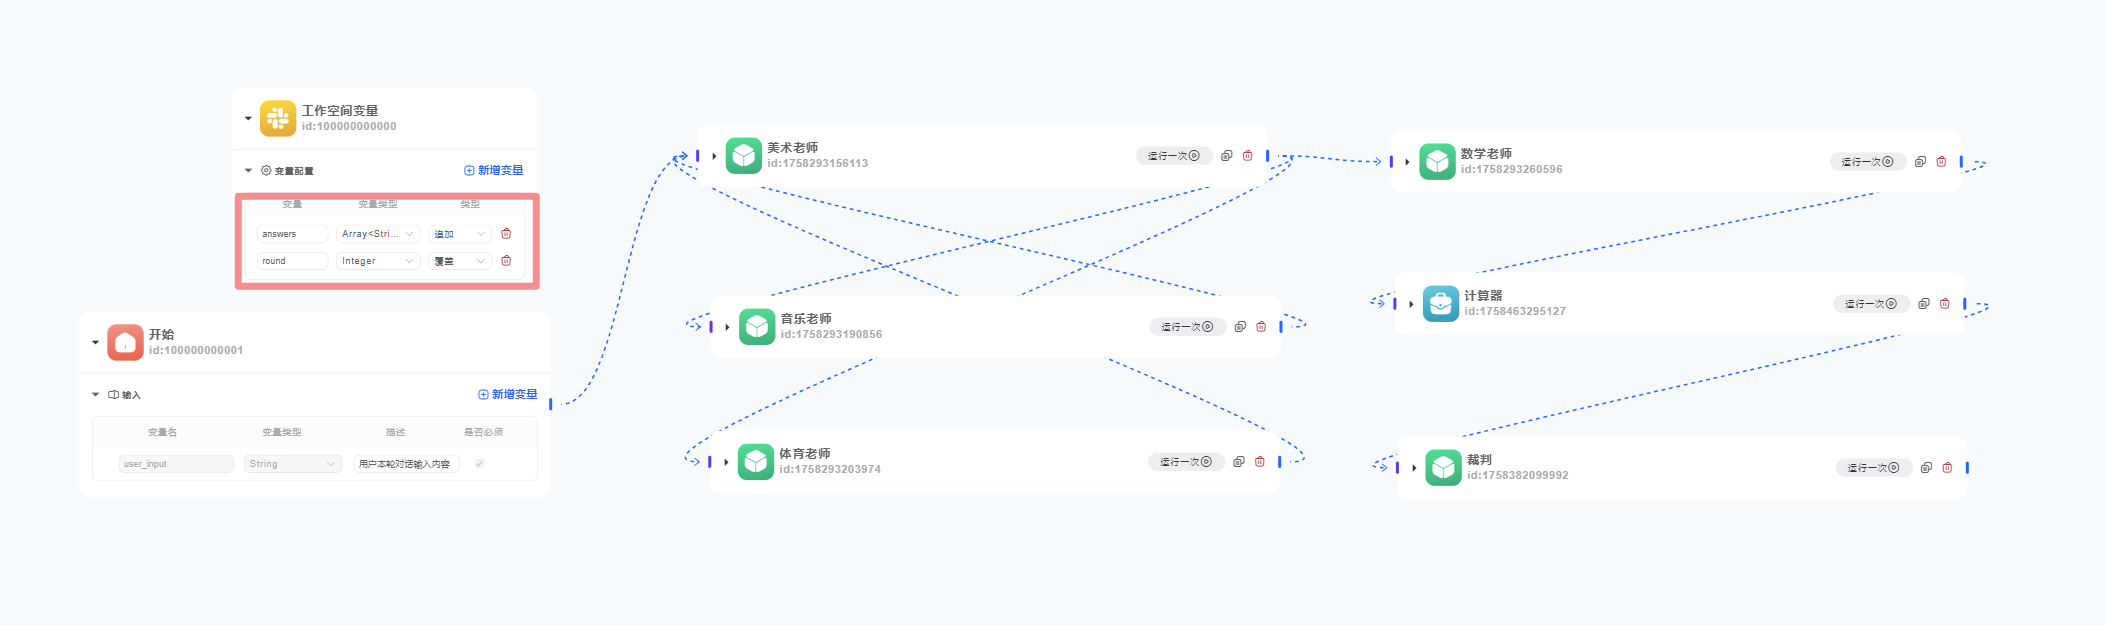 工作空间变量
id:100000000000
变量配置
新增变量
变量 变量类型 类型
answers Array<Stri... 追加
round Integer 覆盖
开始
id:100000000001
输入
新增变量
变量名 变量类型 描述 是否必须
user_input String 用户本轮对话输入内容
美术老师
id:1758293156113
运行一次
音乐老师
id:1758293190856
运行一次
体育老师
id:1758293203974
运行一次
数学老师
id:1758293260596
运行一次
计算器
id:1758463295127
运行一次
裁判
id:1758382099992
运行一次